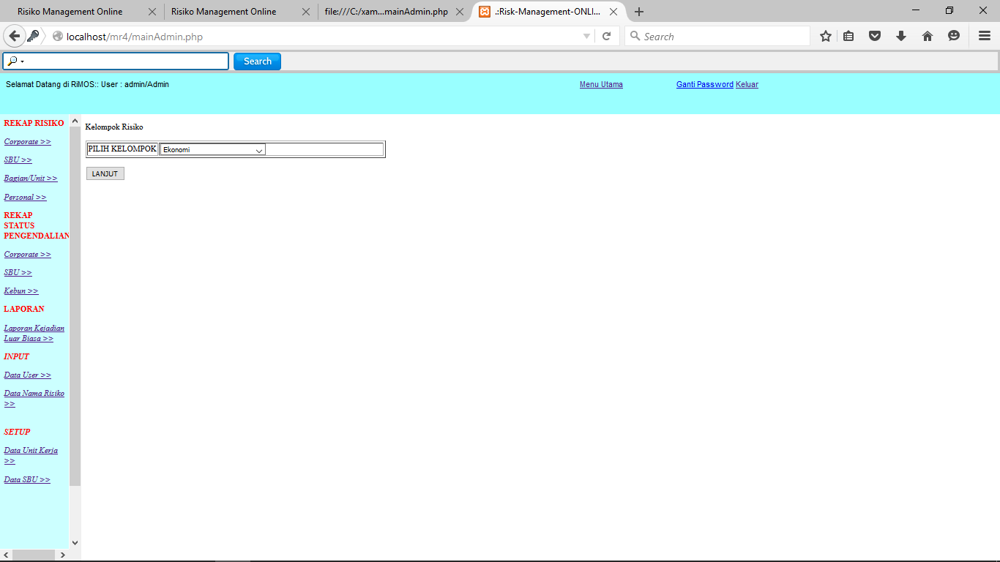 Risiko Management Online
Risiko Management Online
file:///C:/xam...mainAdmin.php
.:Risk-Management-ONLI...
localhost/mr4/mainAdmin.php
Search
Search
Selamat Datang di RiMOS:: User : admin/Admin
Menu Utama
Ganti Password Keluar
REKAP RISIKO
Corporate >>
SBU >>
Bagian/Unit >>
Personal >>
REKAP
STATUS
PENGENDALIAN
Corporate >>
SBU >>
Kebun >>
LAPORAN
Laporan Kejadian
Luar Biasa >>
INPUT
Data User >>
Data Nama Risiko
>>
SETUP
Data Unit Kerja
>>
Data SBU >>
Kelompok Risiko
PILIH KELOMPOK Ekonomi
LANJUT